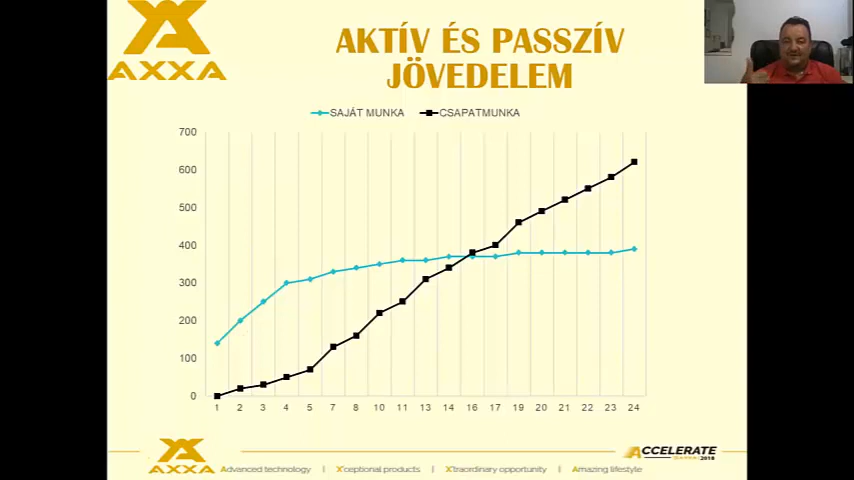 AXXA
AKTÍV ÉS PASSZÍV
JÖVEDELEM
SAJÁT MUNKA CSAPATMUNKA
700
600
500
400
300
200
100
0
1 2 3 4 5 7 8 10 11 13 14 16 17 19 20 21 22 23 24
AXXA Advanced technology | X'ceptional products | X'traordinary opportunity | Amazing lifestyle
ACCELERATE
2018